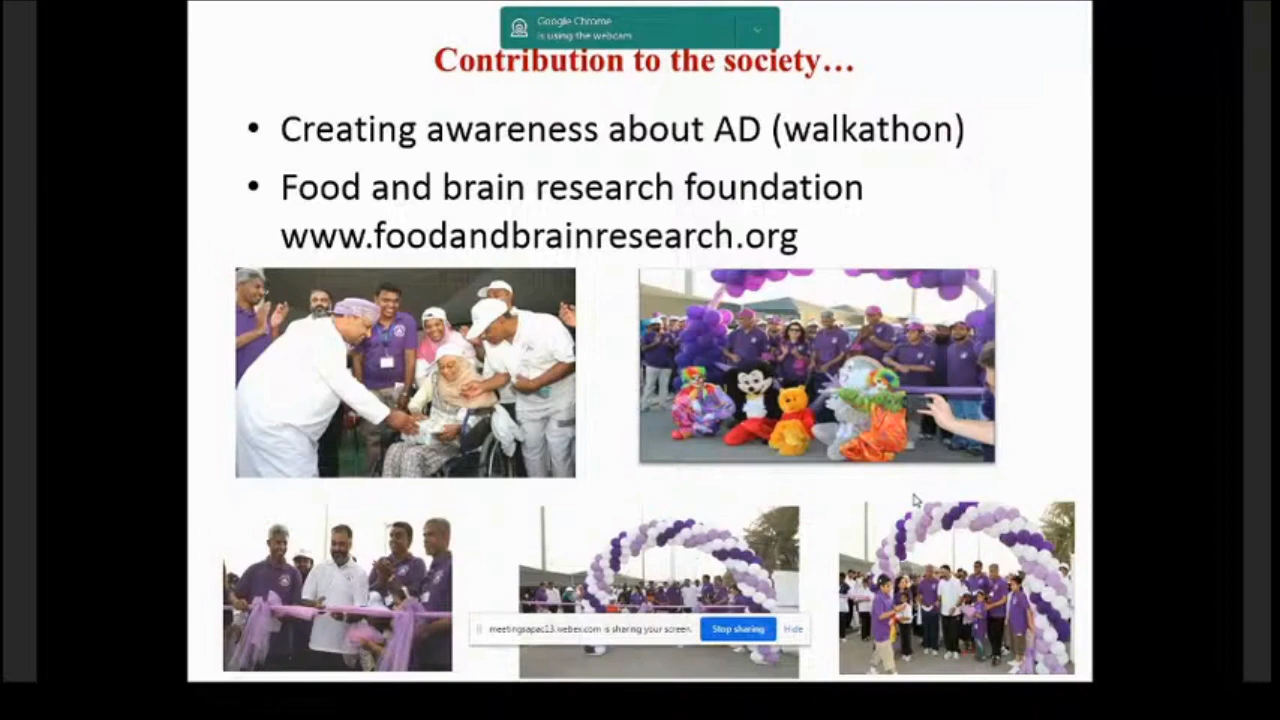 Google Chrome
is using the webcam
Contribution to the society...
• Creating awareness about AD (walkathon)
• Food and brain research foundation
www.foodandbrainresearch.org
meetingsapac13.webex.com is sharing your screen.
Stop sharing
Hide